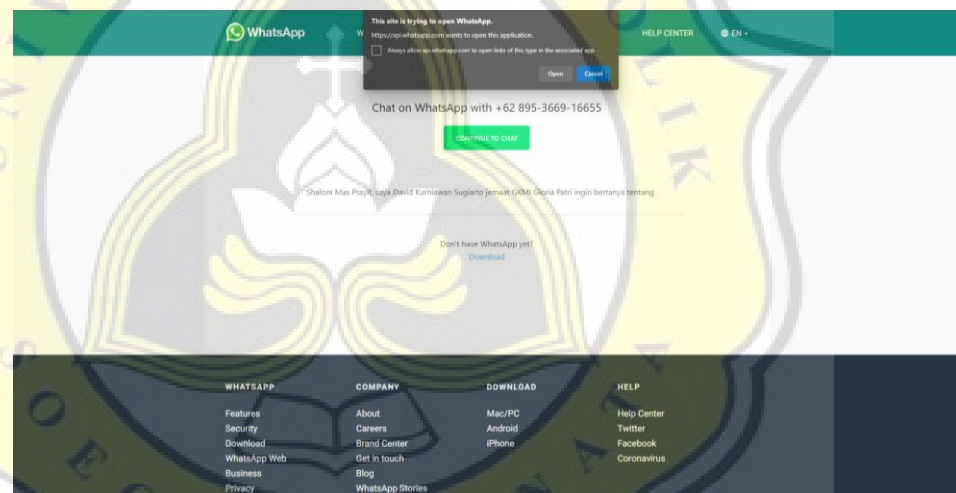 WhatsApp
W
This site is trying to open WhatsApp.
https://api.whatsapp.com wants to open this application.
Always allow api.whatsapp.com to open links of this type in the associated app
Open Cancel
HELP CENTER
EN
Chat on WhatsApp with +62 895-3669-16655
CONTINUE TO CHAT
Shalom Mas Prayit, saya David Kurniawan Sugiarto jemaat GKMI Gloria Patri ingin bertanya tentang
Don't have WhatsApp yet?
Download
WHATSAPP
Features
Security
Download
WhatsApp Web
Business
Privacy
COMPANY
About
Careers
Brand Center
Get in touch
Blog
WhatsApp Stories
DOWNLOAD
Mac/PC
Android
iPhone
HELP
Help Center
Twitter
Facebook
Coronavirus